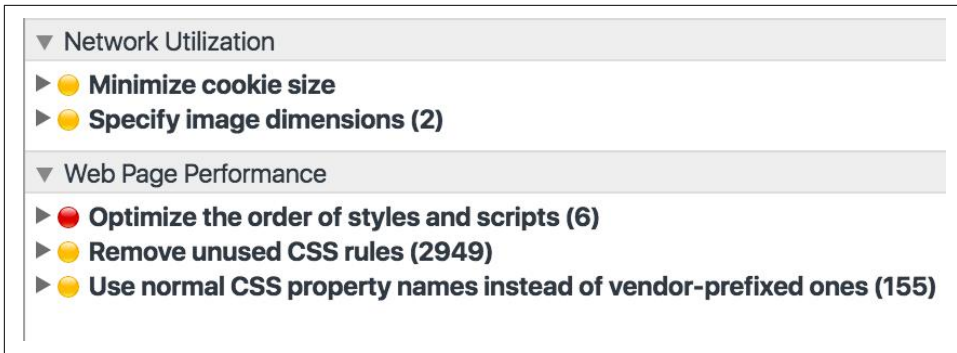 Network Utilization
Minimize cookie size
Specify image dimensions (2)
Web Page Performance
Optimize the order of styles and scripts (6)
Remove unused CSS rules (2949)
Use normal CSS property names instead of vendor-prefixed ones (155)